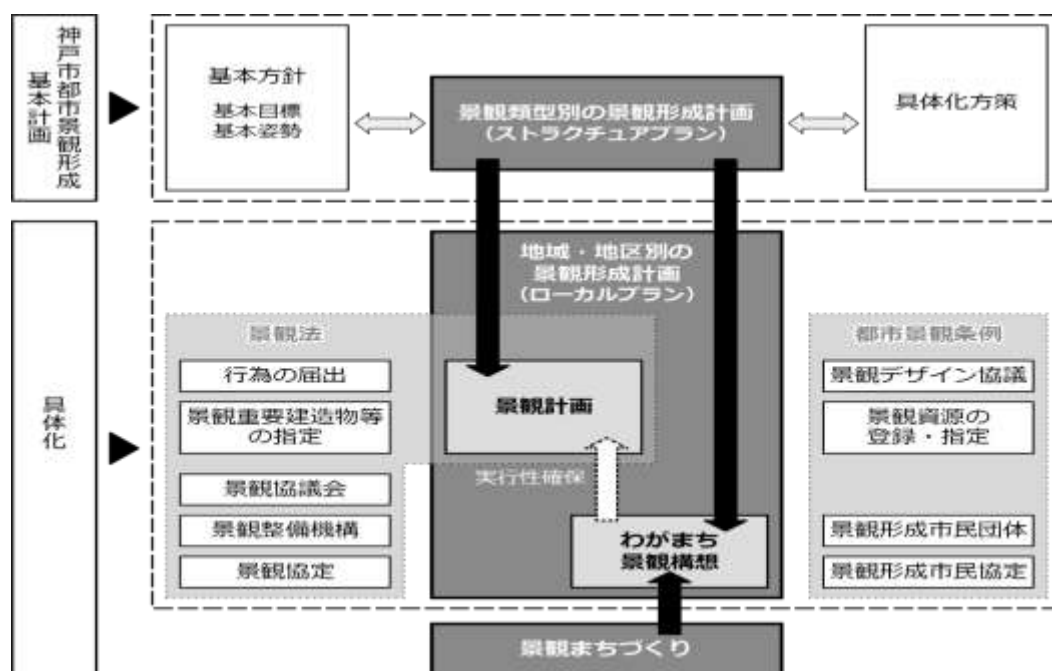 神戸市都市景観形成
基本計画
基本方針
基本目標
基本姿勢
景観類型別の景観形成計画
(ストラクチュアプラン)
具体化方策
具体化
地域・地区別の
景観形成計画
(ローカルプラン)
景観法
行為の届出
景観重要建造物等
の指定
景観協議会
景観整備機構
景観協定
景観計画
実行性確保
わがまち
景観構想
都市景観条例
景観デザイン協議
景観資源の
登録・指定
景観形成市民団体
景観形成市民協定
景観まちづくり